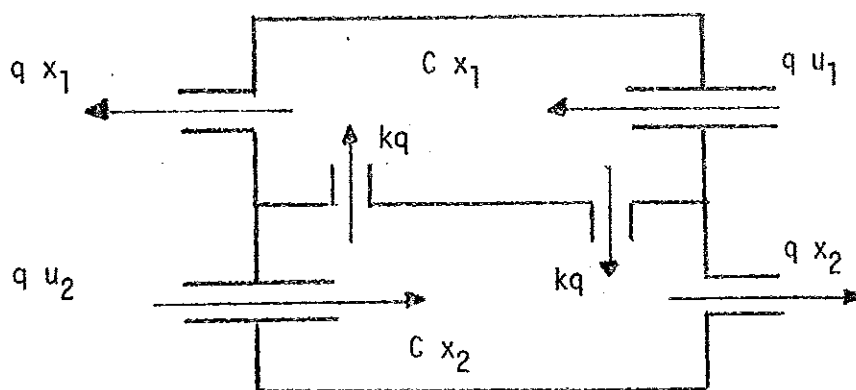 q x₁
C x₁
q u₁
kq
q u₂
kq
q x₂
C x₂